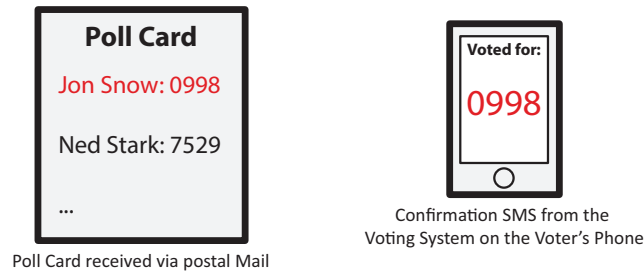 Poll Card
Jon Snow: 0998
Ned Stark: 7529
...
Poll Card received via postal Mail
Voted for:
0998
Confirmation SMS from the
Voting System on the Voter's Phone